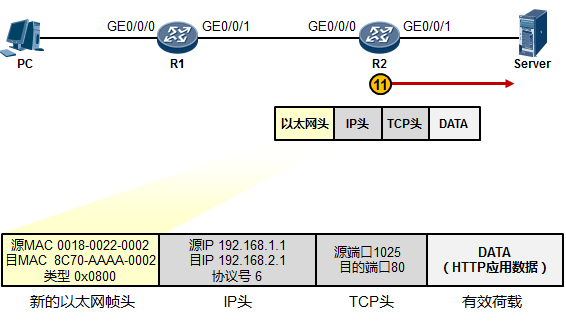 GE0/0/0
GE0/0/1
GE0/0/0
GE0/0/1
PC
R1
R2
Server
11
以太网头
IP头
TCP头
DATA
源MAC 0018-0022-0002
目MAC 8C70-AAAA-0002
类型 0x0800
源IP 192.168.1.1
目IP 192.168.2.1
协议号 6
源端口1025
目的端口80
DATA
（HTTP应用数据）
新的以太网帧头
IP头
TCP头
有效荷载